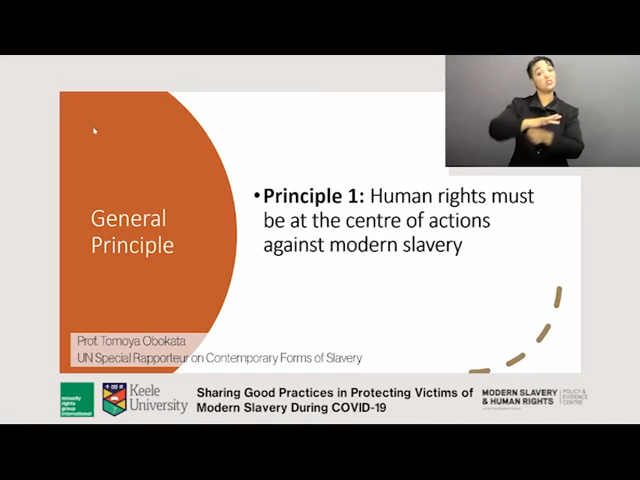 General
Principle
•Principle 1: Human rights must
be at the centre of actions
against modern slavery
Prof. Tomoya Obokata
UN Special Rapporteur on Contemporary Forms of Slavery
minority
rights
group
international
Keele
University
Sharing Good Practices in Protecting Victims of
Modern Slavery During COVID-19
MODERN SLAVERY
& HUMAN RIGHTS
POLICY &
EVIDENCE
CENTRE